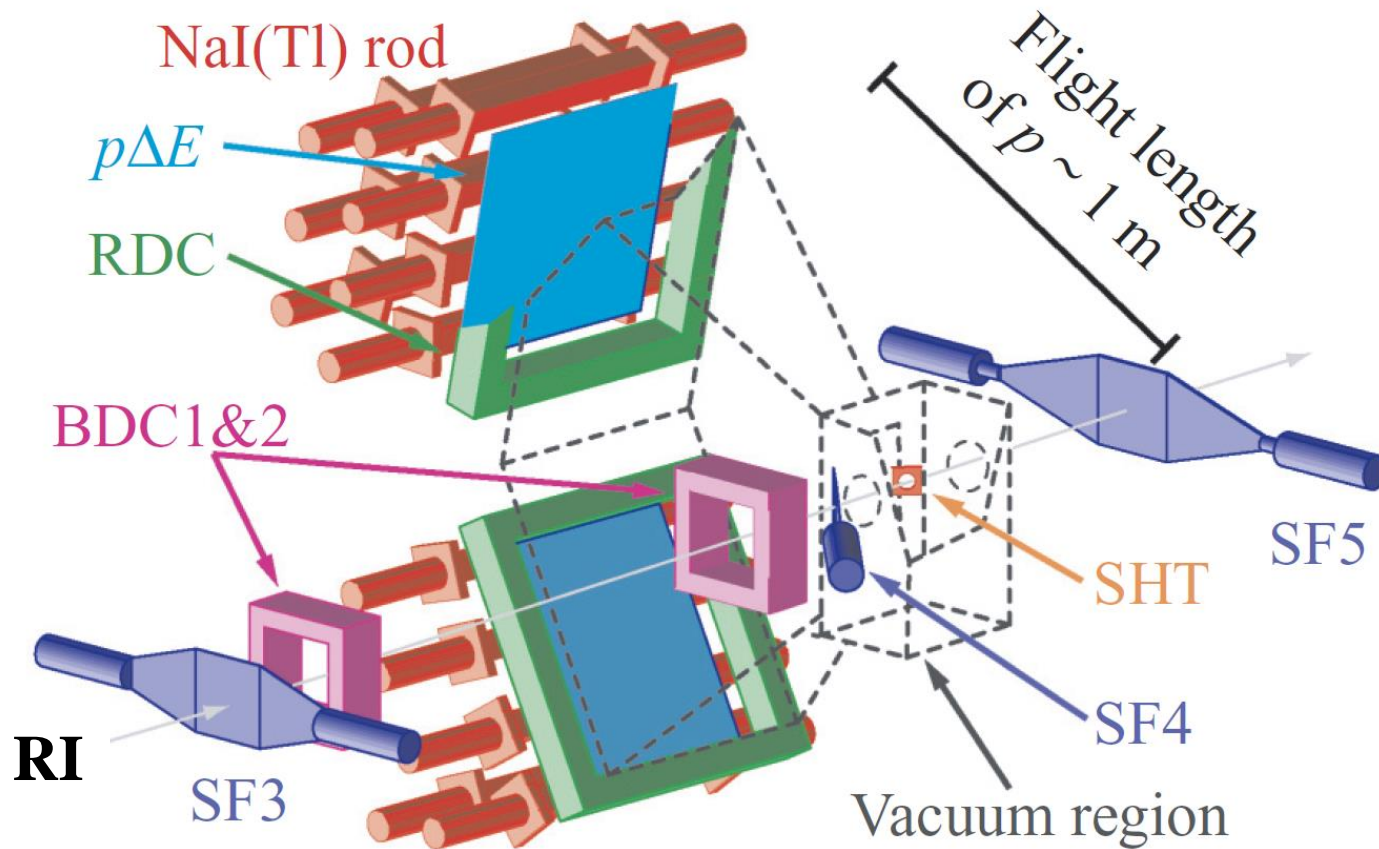 NaI(Tl) rod
pΔE
RDC
BDC1&2
RI
SF3
Flight length
of p ~ 1 m
SF5
SHT
SF4
Vacuum region